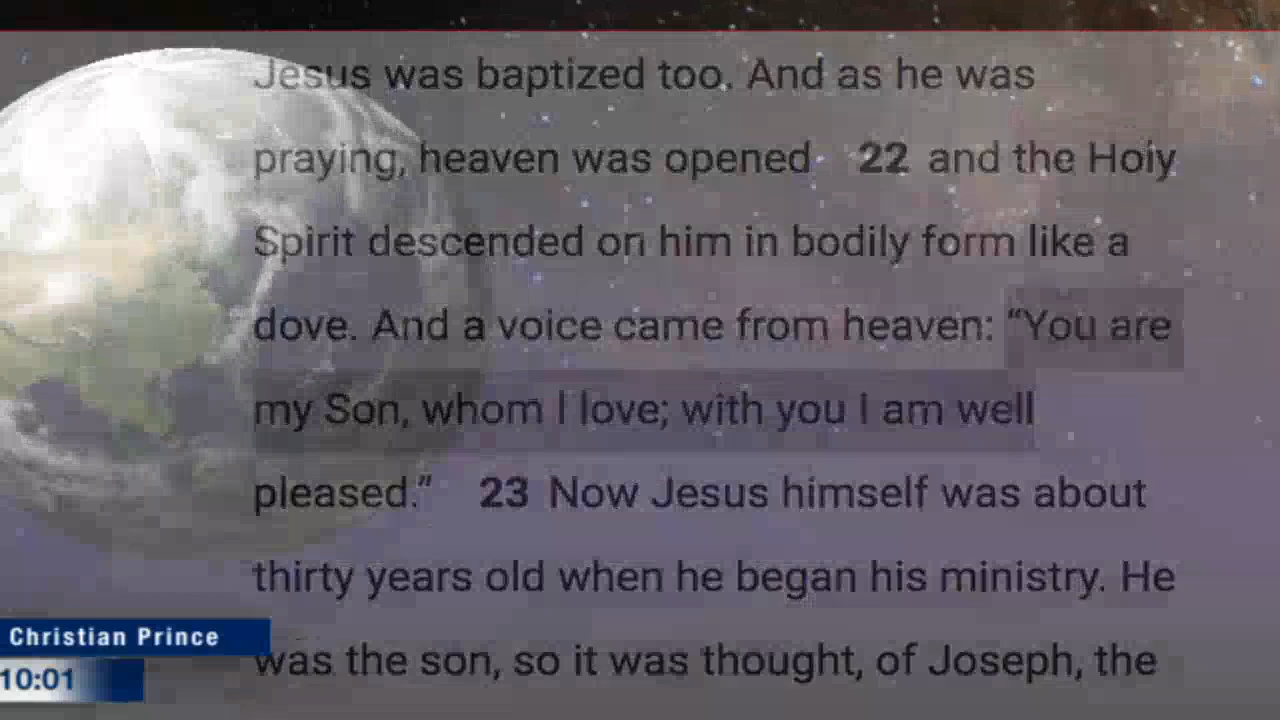 Jesus was baptized too. And as he was
praying, heaven was opened 22 and the Holy
Spirit descended on him in bodily form like a
dove. And a voice came from heaven: “You are
my Son, whom I love; with you I am well
pleased.” 23 Now Jesus himself was about
thirty years old when he began his ministry. He
was the son, so it was thought, of Joseph, the
Christian Prince
10:01